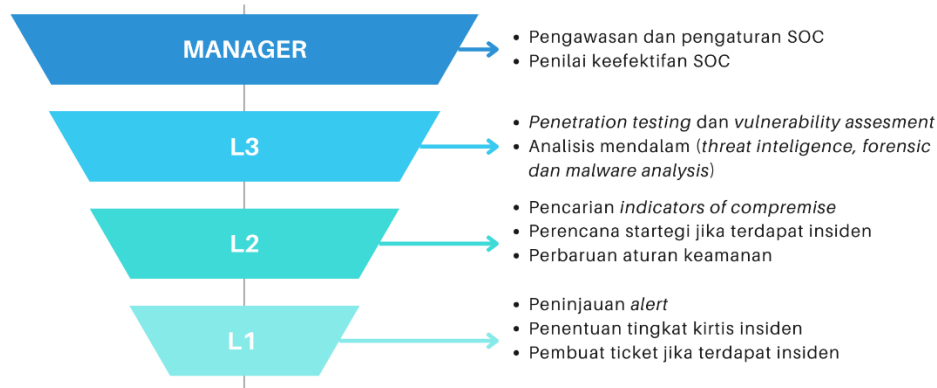 MANAGER
• Pengawasan dan pengaturan SOC
• Penilai keefektifan SOC
L3
• Penetration testing dan vulnerability assesment
• Analisis mendalam (threat inteligence, forensic
dan malware analysis)
L2
• Pencarian indicators of compremise
• Perencana startegi jika terdapat insiden
• Perbaruan aturan keamanan
L1
• Peninjauan alert
• Penentuan tingkat kirtis insiden
• Pembuat ticket jika terdapat insiden